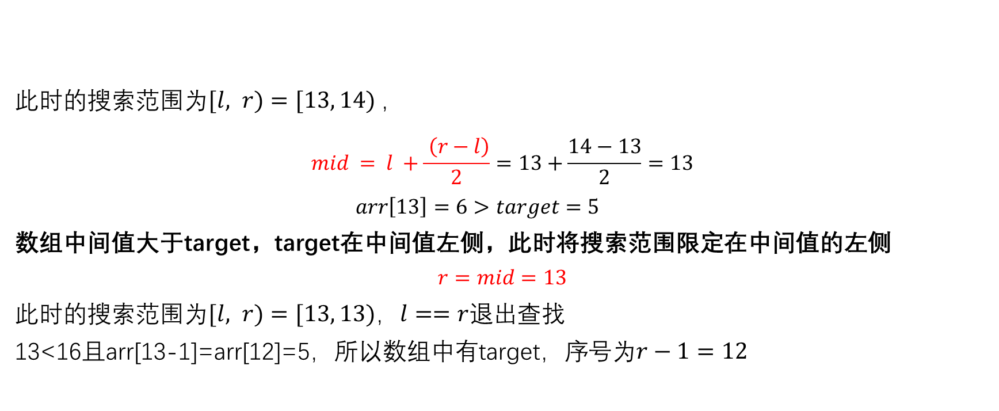 此时的搜索范围为[l, r) = [13, 14)，
mid = l + (r − l)/2 = 13 + (14 − 13)/2 = 13
arr[13] = 6 > target = 5
数组中间值大于target，target在中间值左侧，此时将搜索范围限定在中间值的左侧
r = mid = 13
此时的搜索范围为[l, r) = [13, 13)，l == r退出查找
13<16且arr[13-1]=arr[12]=5，所以数组中有target，序号为r − 1 = 12